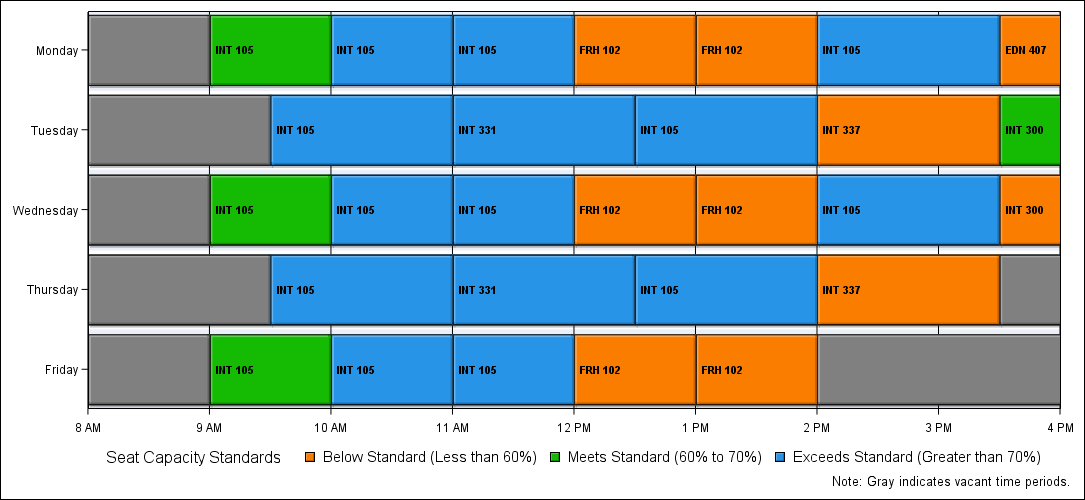 Monday INT 105 INT 105 INT 105 FRH 102 FRH 102 INT 105 EDN 407
Tuesday INT 105 INT 331 INT 105 INT 337 INT 300
Wednesday INT 105 INT 105 INT 105 FRH 102 FRH 102 INT 105 INT 300
Thursday INT 105 INT 331 INT 105 INT 337
Friday INT 105 INT 105 INT 105 FRH 102 FRH 102
8 AM 9 AM 10 AM 11 AM 12 PM 1 PM 2 PM 3 PM 4 PM
Seat Capacity Standards Below Standard (Less than 60%) Meets Standard (60% to 70%) Exceeds Standard (Greater than 70%)
Note: Gray indicates vacant time periods.